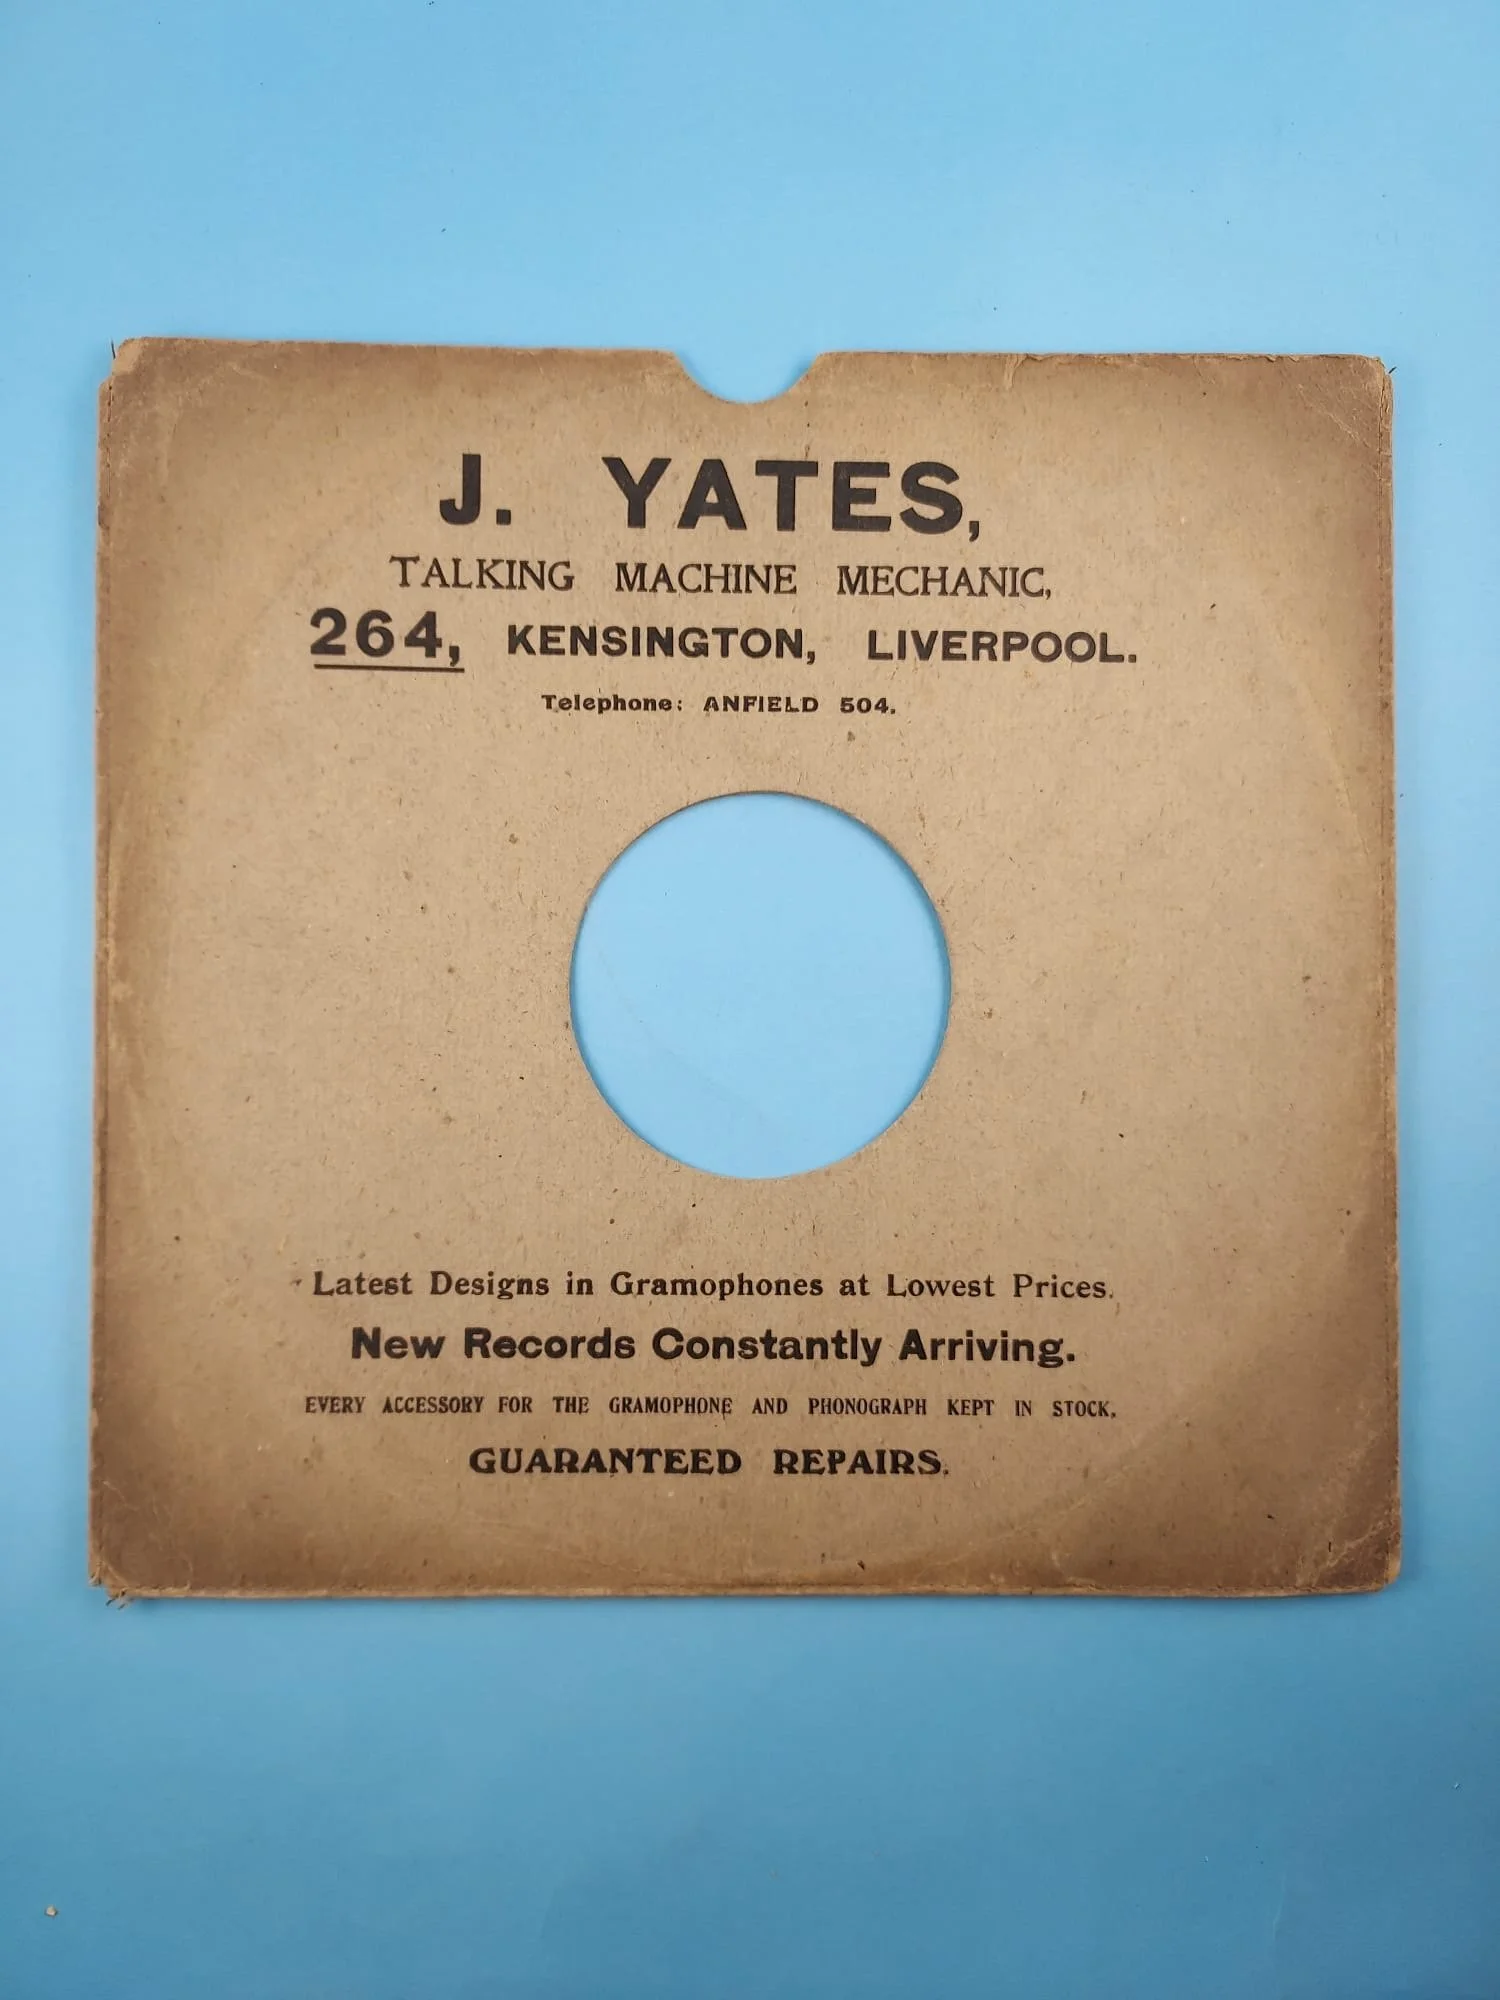 J. YATES,
TALKING MACHINE MECHANIC,
264, KENSINGTON, LIVERPOOL.
Telephone: ANFIELD 504.
Latest Designs in Gramophones at Lowest Prices.
New Records Constantly Arriving.
EVERY ACCESSORY FOR THE GRAMOPHONE AND PHONOGRAPH KEPT IN STOCK.
GUARANTEED REPAIRS.